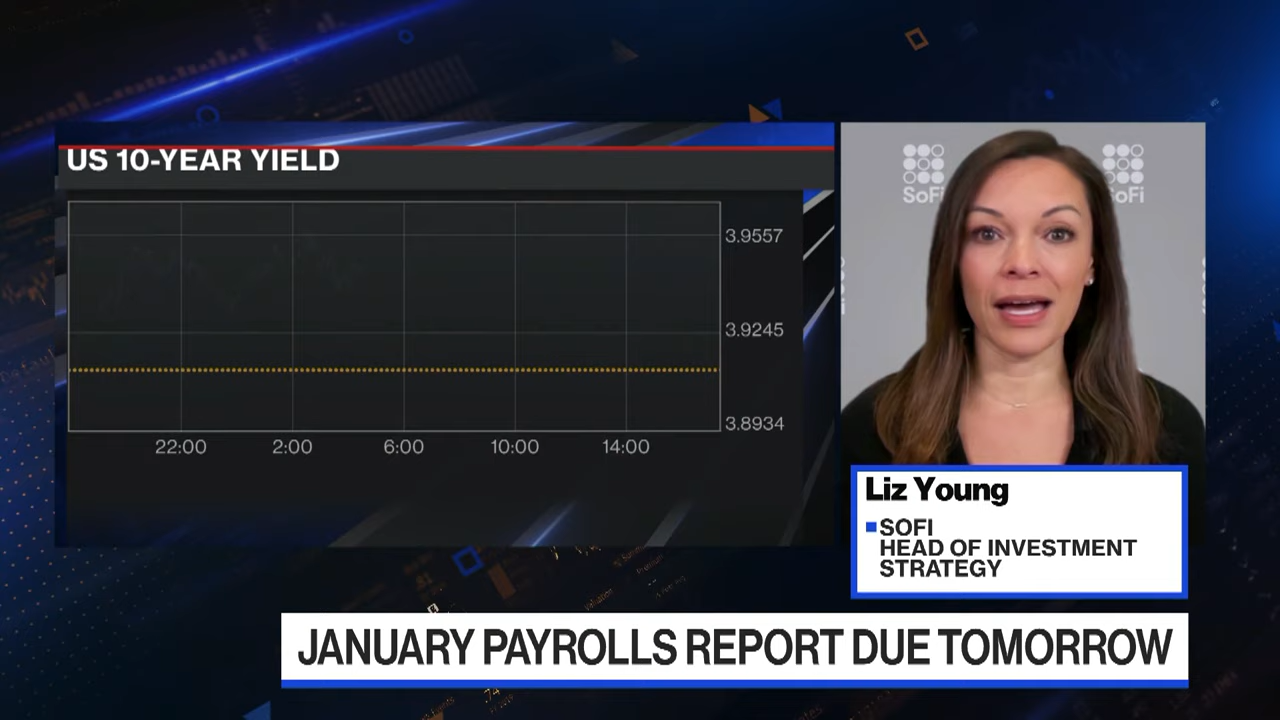 US 10-YEAR YIELD
3.9557
3.9245
3.8934
22:00 2:00 6:00 10:00 14:00
SoFi SoFi
Liz Young
SOFI
HEAD OF INVESTMENT
STRATEGY
JANUARY PAYROLLS REPORT DUE TOMORROW